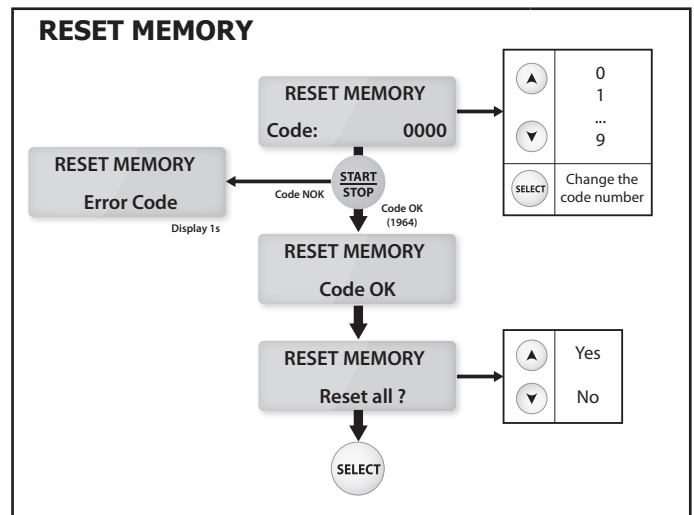 RESET MEMORY
RESET MEMORY
Code: 0000
0
1
...
9
SELECT
Change the
code number
START
STOP
Code NOK
RESET MEMORY
Error Code
Display 1s
Code OK
(1964)
RESET MEMORY
Code OK
RESET MEMORY
Reset all ?
Yes
No
SELECT